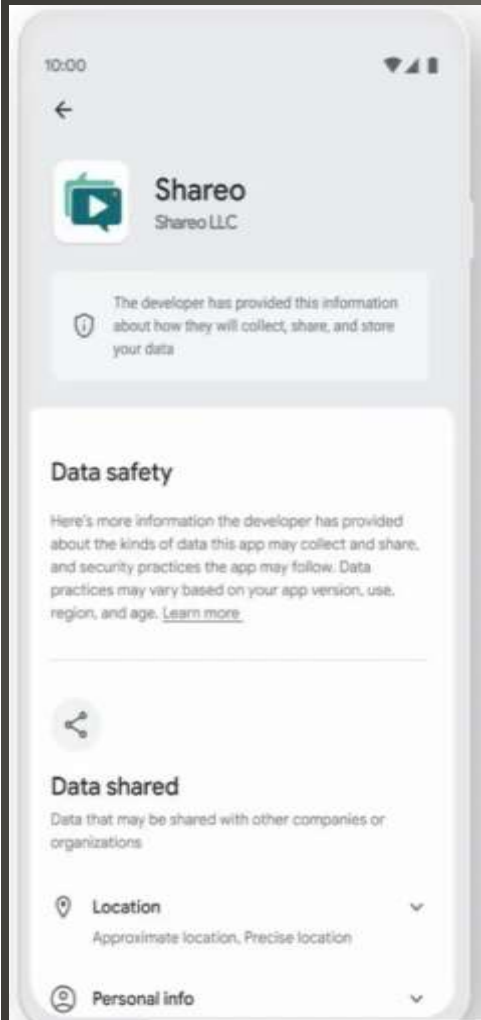 10:00
Shareo
Shareo LLC
The developer has provided this information
about how they will collect, share, and store
your data
Data safety
Here's more information the developer has provided
about the kinds of data this app may collect and share,
and security practices the app may follow. Data
practices may vary based on your app version, use,
region, and age. Learn more
Data shared
Data that may be shared with other companies or
organizations
Location
Approximate location, Precise location
Personal info